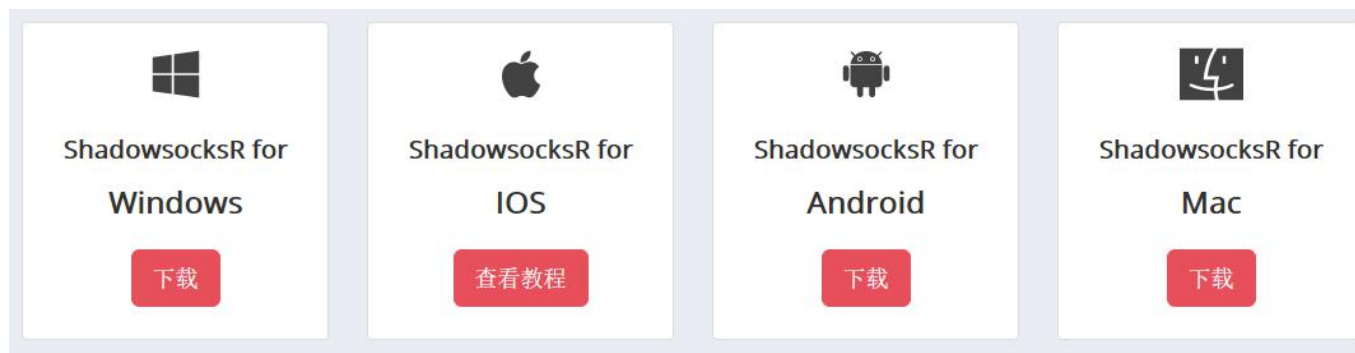 ShadowsocksR for
Windows
下载
ShadowsocksR for
IOS
查看教程
ShadowsocksR for
Android
下载
ShadowsocksR for
Mac
下载